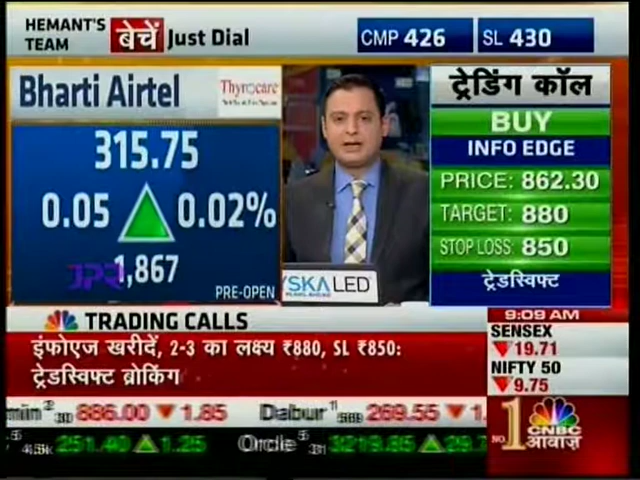 HEMANT'S
TEAM
बेचें Just Dial
CMP 426
SL 430
Bharti Airtel
Thyrocare
315.75
0.05
0.02%
1,867
PRE-OPEN
SKA LED
ट्रेडिंग कॉल
BUY
INFO EDGE
PRICE: 862.30
TARGET: 880
STOP LOSS: 850
ट्रेडस्विफ्ट
TRADING CALLS
इंफोएज खरीदें, 2-3 का लक्ष्य ₹880, SL ₹850:
ट्रेडस्विफ्ट ब्रोकिंग
9:09 AM
SENSEX
19.71
NIFTY 50
9.75
886.00 1.85 Dabur 269.55 1.
251.40 1.25
NO. 1 CNBC
आवाज़